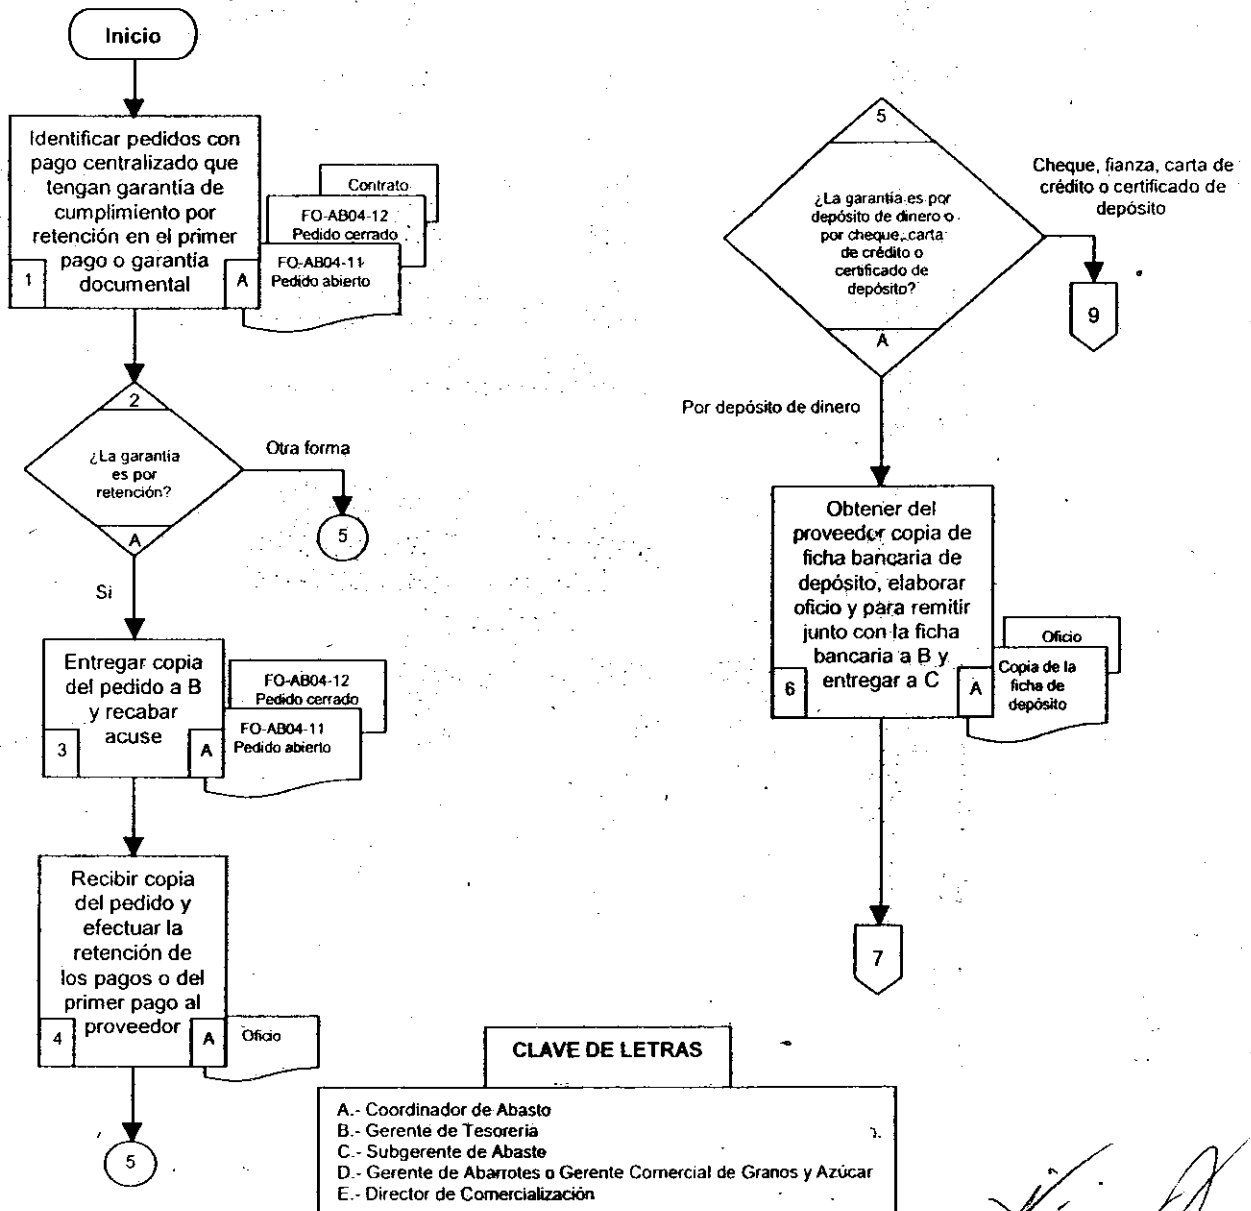 Inicio
Identificar pedidos con
pago centralizado que
tengan garantía de
cumplimiento por
retención en el primer
pago o garantía
documental
1
A
Contrato
FO-AB04-12
Pedido cerrado
FO-AB04-11
Pedido abierto
2
¿La garantía
es por
retención?
A
Otra forma
5
Si
Entregar copia
del pedido a B
y recabar
acuse
3
A
FO-AB04-12
Pedido cerrado
FO-AB04-11
Pedido abierto
Recibir copia
del pedido y
efectuar la
retención de
los pagos o del
primer pago al
proveedor
4
A
Oficio
5
5
¿La garantía es por
depósito de dinero o
por cheque, carta
de crédito o
certificado de
depósito?
A
Cheque, fianza, carta de
crédito o certificado de
depósito
9
Por depósito de dinero
Obtener del
proveedor copia de
ficha bancaria de
depósito, elaborar
oficio y para remitir
junto con la ficha
bancaria a B y
entregar a C
6
A
Oficio
Copia de la
ficha de
depósito
7
CLAVE DE LETRAS
A.- Coordinador de Abasto
B.- Gerente de Tesorería
C.- Subgerente de Abasto
D.- Gerente de Abarrotes o Gerente Comercial de Granos y Azúcar
E.- Director de Comercialización